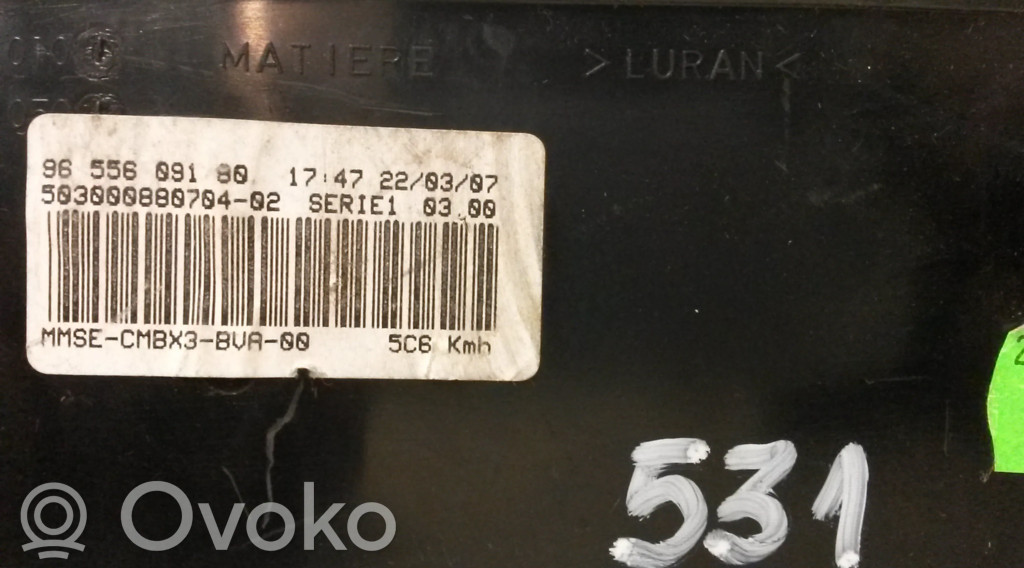 MATIERE >LURAN<
96 556 091 80 17:47 22/03/07
503000880704-02 SERIE1 03.00
MMSE-CMBX3-BVA-00 5C6 Kmh
531
Ovoko